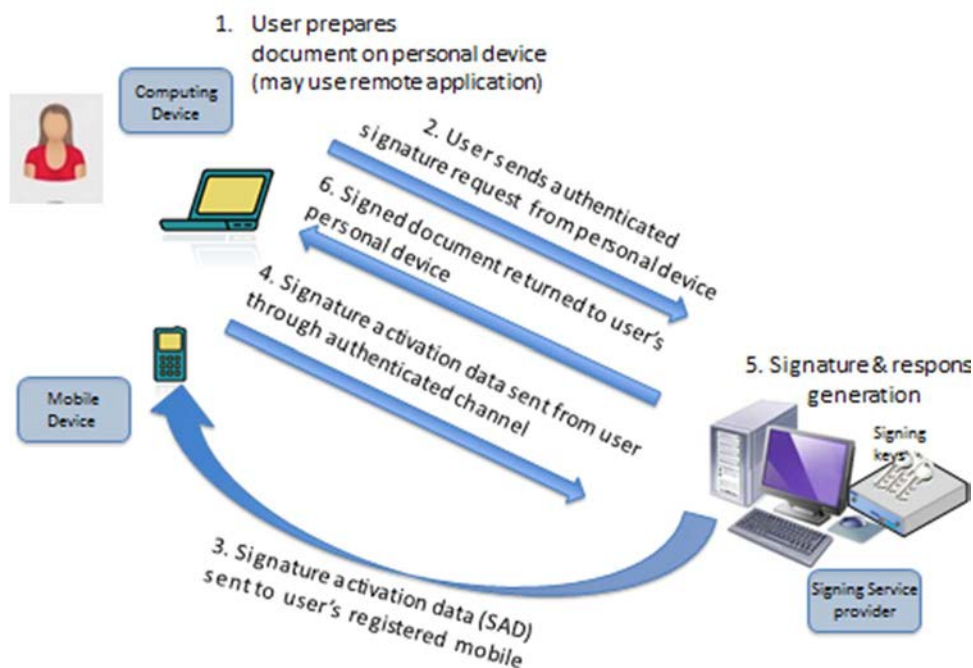 1. User prepares
document on personal device
(may use remote application)
Computing
Device
2. User sends authenticated
signature request from personal device
6. Signed document returned to user's
personal device
4. Signature activation data sent from user
through authenticated channel
Mobile
Device
5. Signature & respons
generation
Signing
keys
3. Signature activation data (SAD)
sent to user's registered mobile
Signing Service
provider